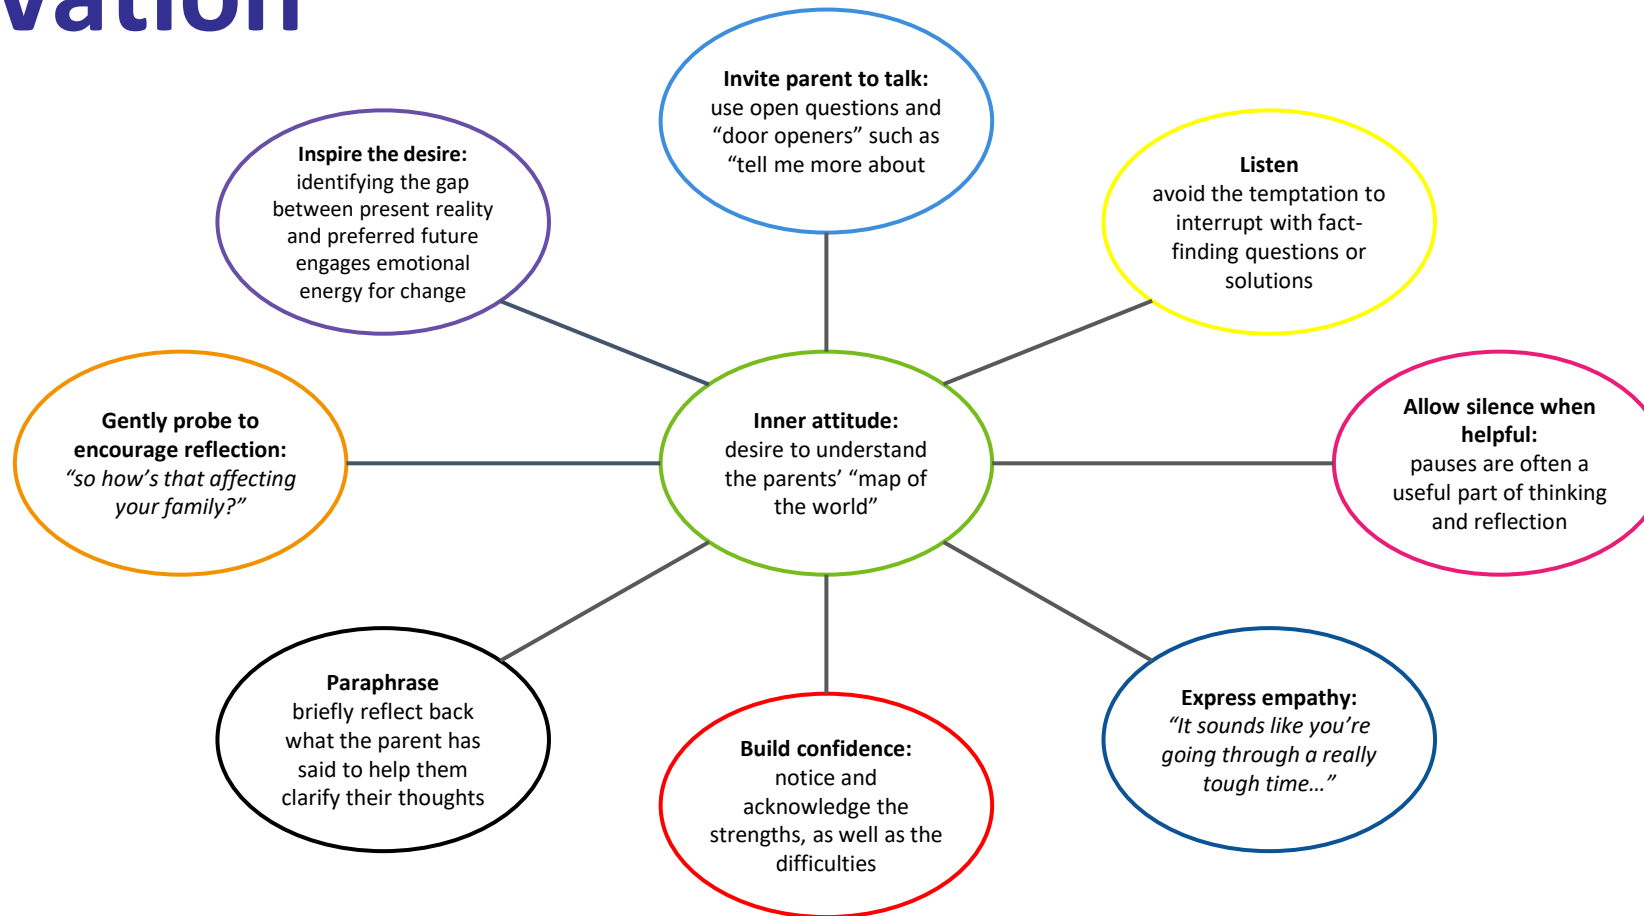 vation
Invite parent to talk:
use open questions and
“door openers” such as
“tell me more about
Listen
avoid the temptation to
interrupt with fact-
finding questions or
solutions
Allow silence when
helpful:
pauses are often a
useful part of thinking
and reflection
Express empathy:
“It sounds like you’re
going through a really
tough time…”
Build confidence:
notice and
acknowledge the
strengths, as well as the
difficulties
Paraphrase
briefly reflect back
what the parent has
said to help them
clarify their thoughts
Gently probe to
encourage reflection:
“so how’s that affecting
your family?”
Inspire the desire:
identifying the gap
between present reality
and preferred future
engages emotional
energy for change
Inner attitude:
desire to understand
the parents’ “map of
the world”